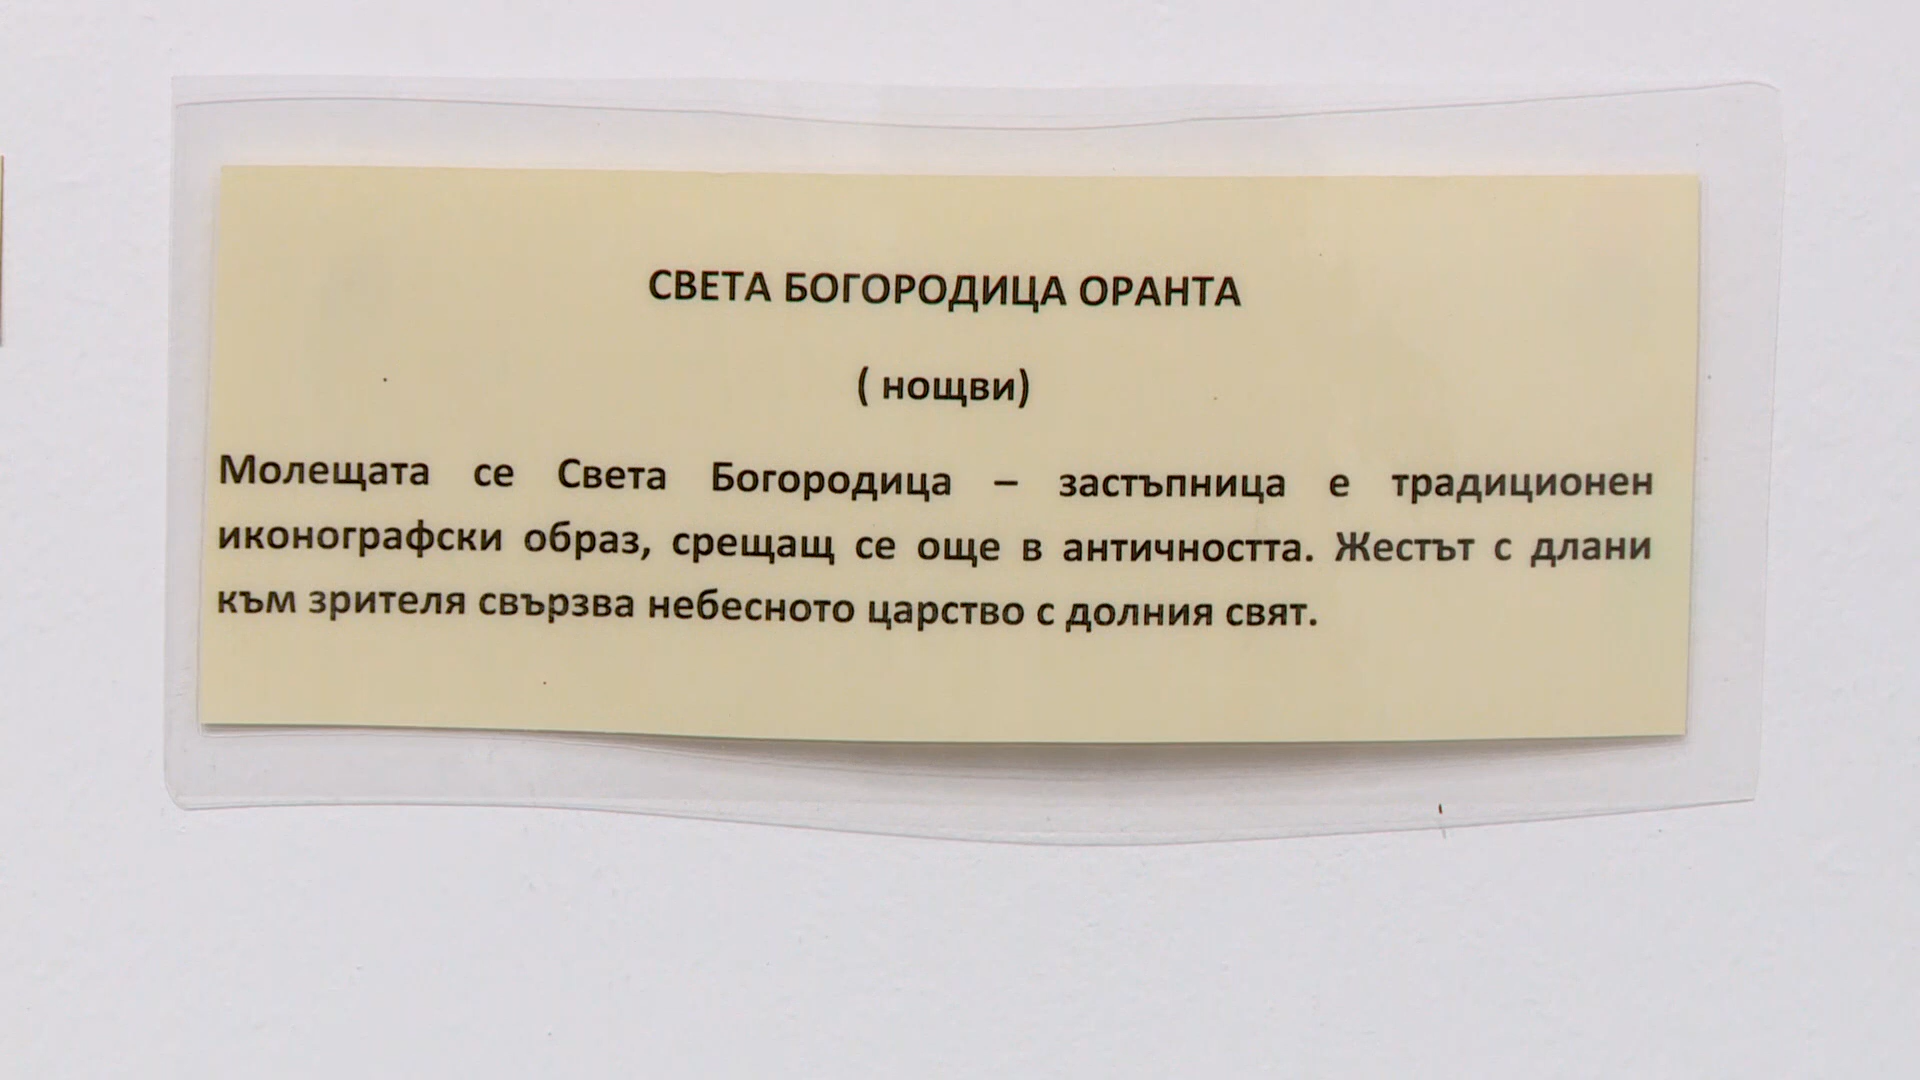 СВЕТА БОГОРОДИЦА ОРАНТА
( нощви)
Молещата се Света Богородица – застъпница е традиционен
иконографски образ, срещащ се още в античността. Жестът с длани
към зрителя свързва небесното царство с долния свят.